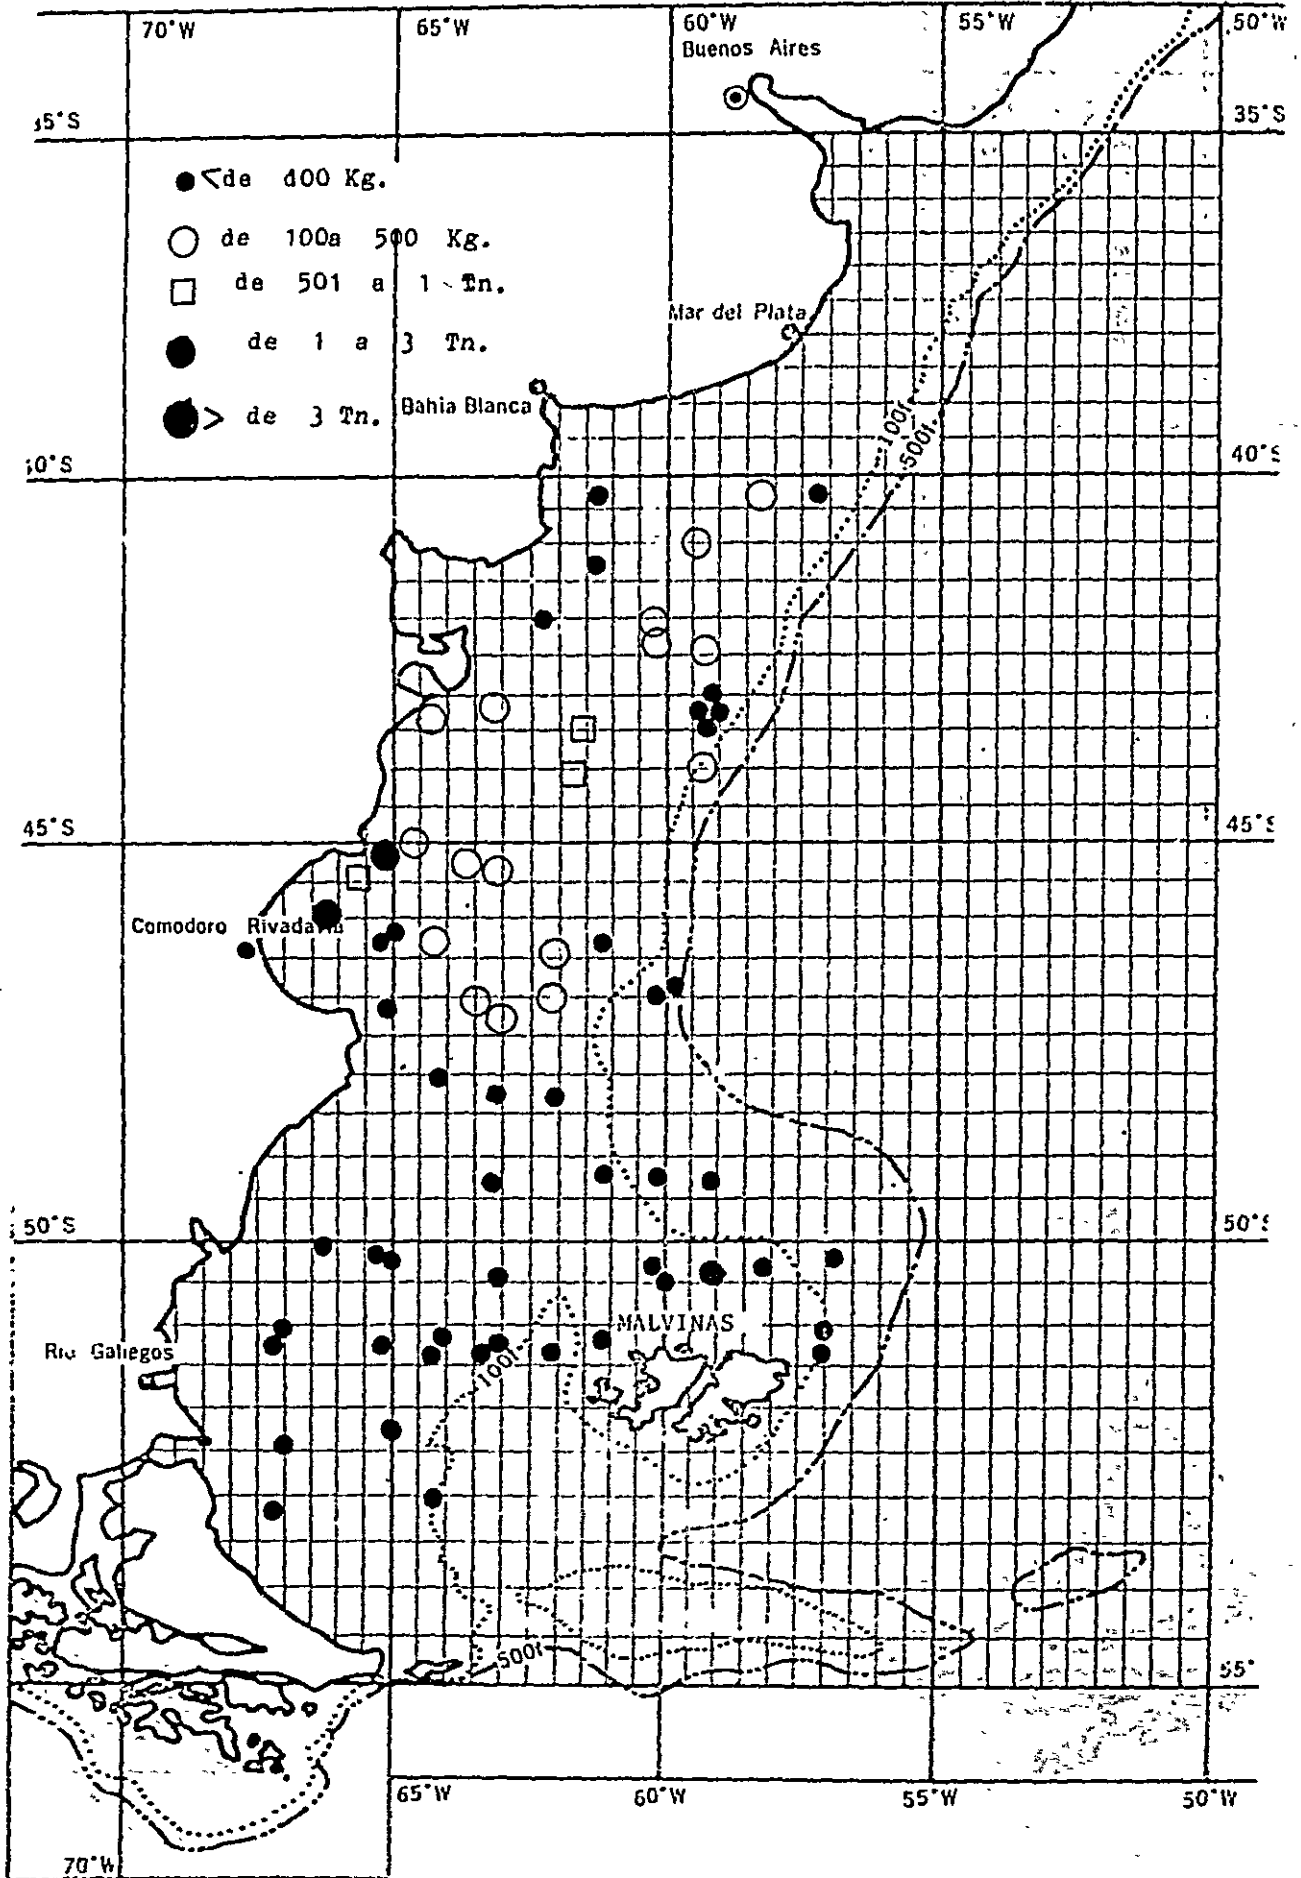 70°W 65°W 60°W 55°W 50°W
Buenos Aires
35°S 35°S
<de 100 Kg.
de 100a 500 Kg.
de 501 a 1 Tn.
Mar del Plata
de 1 a 3 Tn.
> de 3 Tn.
Bahia Blanca
100f.
500f.
40°S 40°S
45°S 45°S
Comodoro Rivadavia
50°S 50°S
MALVINAS
Rio Gallegos
100f.
500f
55°
65°W 60°W 55°W 50°W
70°W